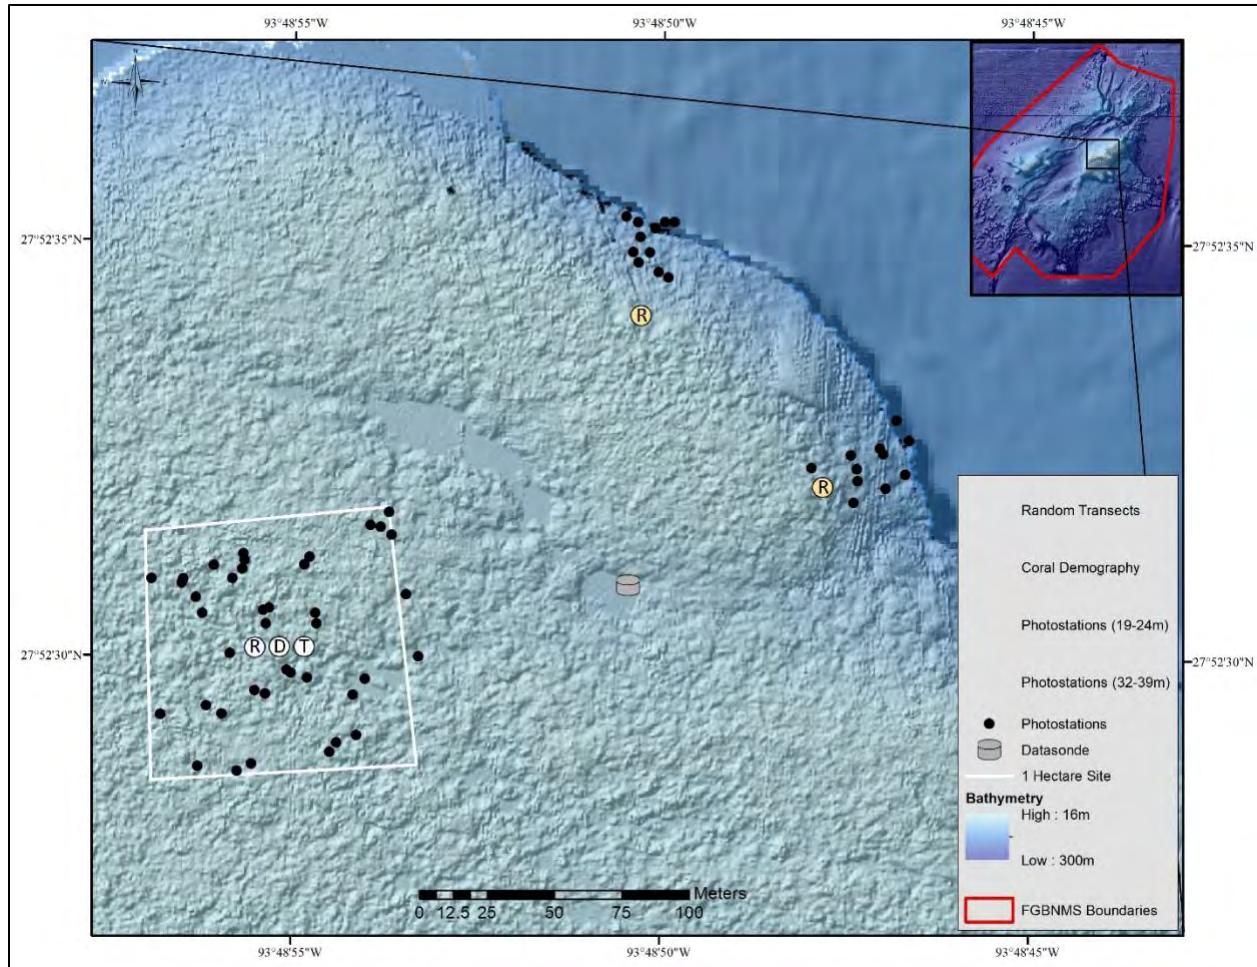 93°48'55"W
93°48'50"W
93°48'45"W
27°52'35"N
27°52'35"N
R
R
R D T
27°52'30"N
27°52'30"N
Random Transects
Coral Demography
Photostations (19-24m)
Photostations (32-39m)
Photostations
Datasonde
1 Hectare Site
Bathymetry
High : 16m
Low : 300m
FGBNMS Boundaries
Meters
0 12.5 25 50 75 100
93°48'55"W
93°48'50"W
93°48'45"W